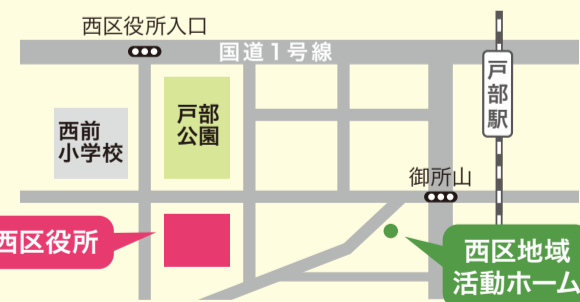 西区役所入口
国道1号線
戸部駅
西前
小学校
戸部
公園
御所山
西区役所
西区地域
活動ホーム